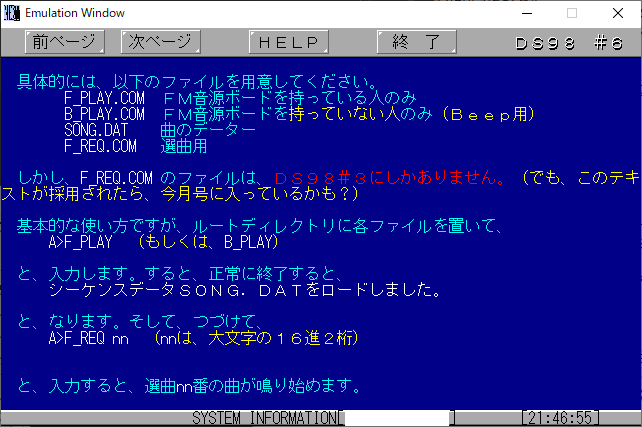 Emulation Window
前ページ 次ページ ＨＥＬＰ 終　了 ＤＳ９８　＃６
具体的には、以下のファイルを用意してください。
F_PLAY.COM ＦＭ音源ボードを持っている人のみ
B_PLAY.COM ＦＭ音源ボードを持っていない人のみ（Ｂｅｅｐ用）
SONG.DAT 曲のデーター
F_REQ.COM 選曲用
しかし、F_REQ.COM のファイルは、ＤＳ９８＃３にしかありません。（でも、このテキ
ストが採用されたら、今月号に入っているかも？）
基本的な使い方ですが、ルートディレクトリに各ファイルを置いて、
A>F_PLAY （もしくは、B_PLAY）
と、入力します。すると、正常に終了すると、
シーケンスデータＳＯＮＧ．ＤＡＴをロードしました。
と、なります。そして、つづけて、
A>F_REQ nn （nnは、大文字の１６進２桁）
と、入力すると、選曲nn番の曲が鳴り始めます。
SYSTEM INFORMATION[ ] [21:46:55]